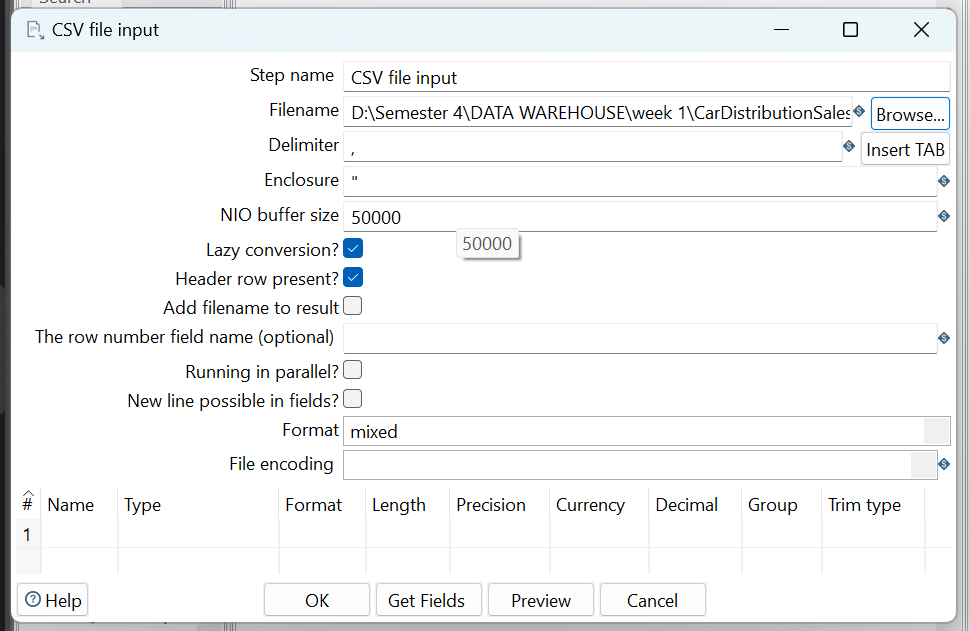 Search
CSV file input
Step name CSV file input
Filename D:\Semester 4\DATA WAREHOUSE\week 1\CarDistributionSales Browse...
Delimiter , Insert TAB
Enclosure "
NIO buffer size 50000
Lazy conversion? 50000
Header row present?
Add filename to result
The row number field name (optional)
Running in parallel?
New line possible in fields?
Format mixed
File encoding
# Name Type Format Length Precision Currency Decimal Group Trim type
1
Help OK Get Fields Preview Cancel